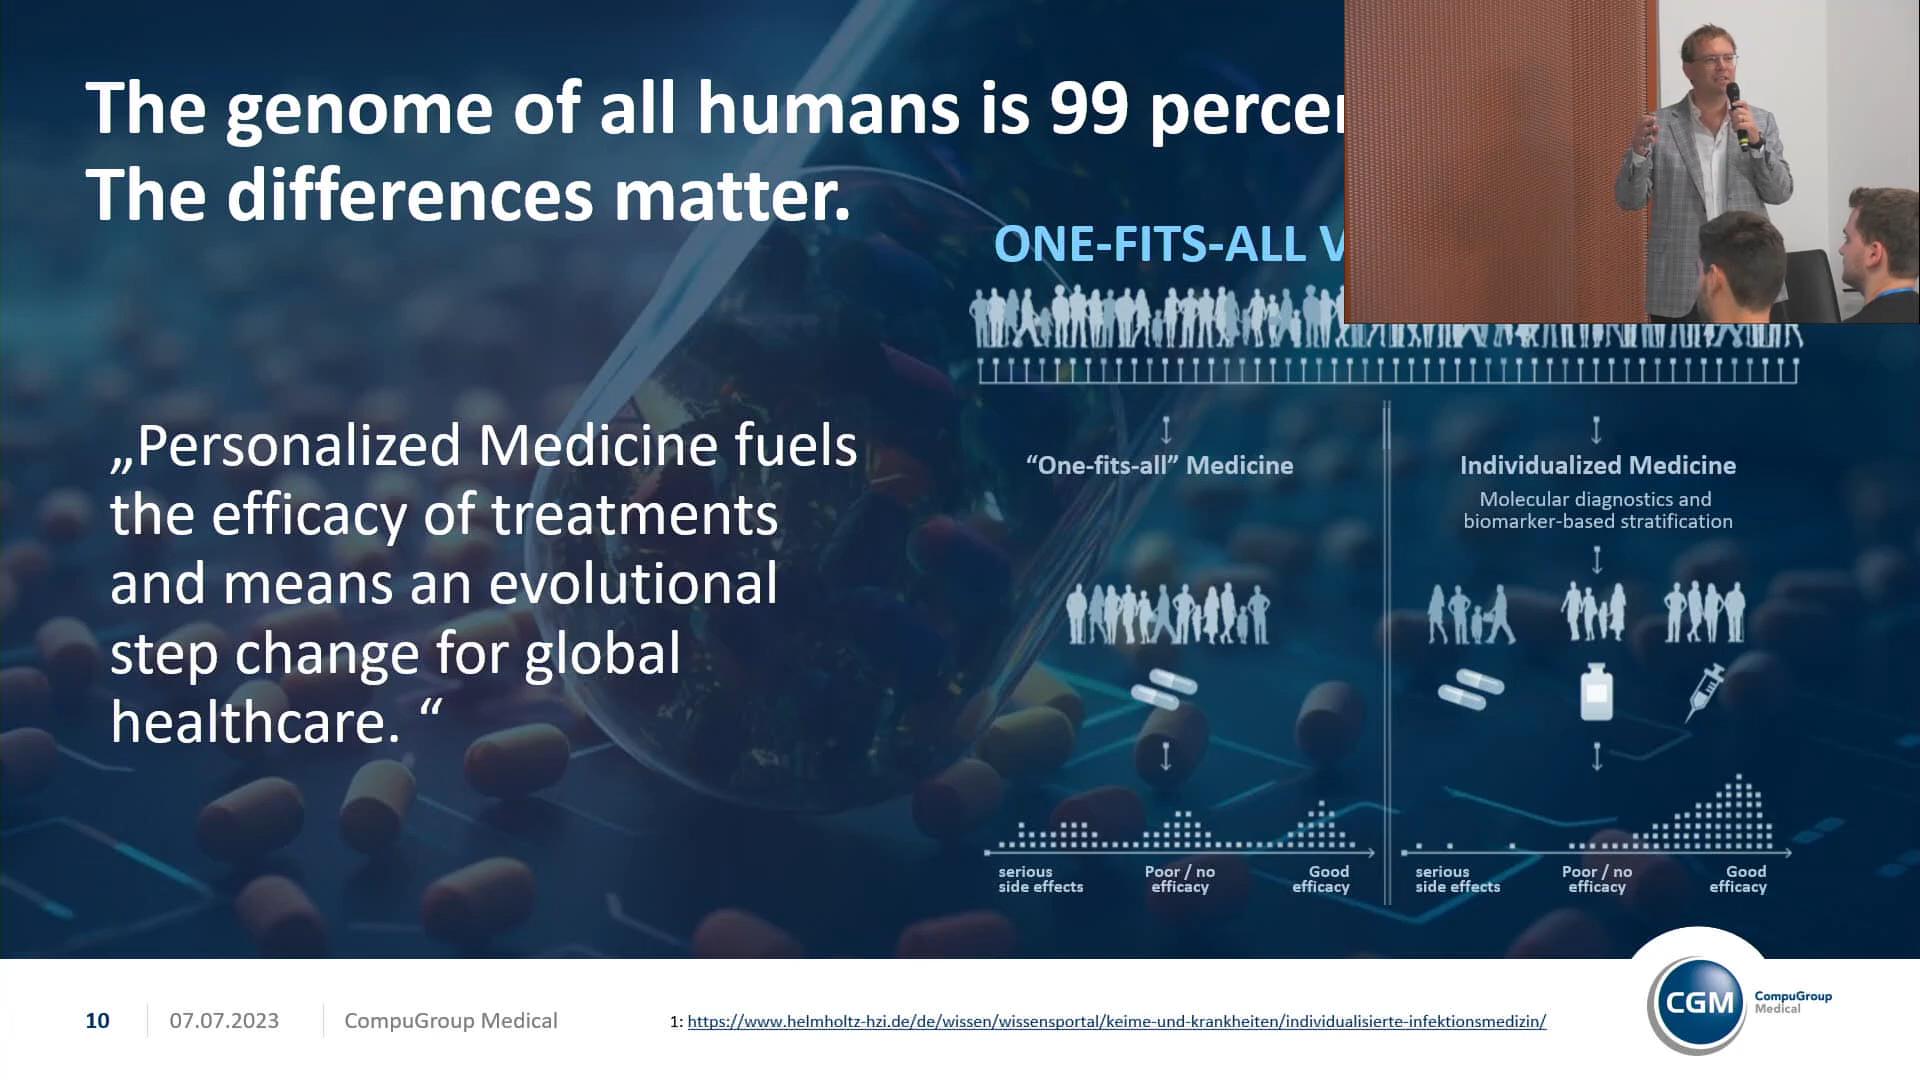 The genome of all humans is 99
The differences matter.
ONE-FITS-ALL
„Personalized Medicine fuels
the efficacy of treatments
and means an evolutional
step change for global
healthcare. “
“One-fits-all” Medicine
Individualized Medicine
Molecular diagnostics and
biomarker-based stratification
serious
side effects
Poor / no
efficacy
Good
efficacy
serious
side effects
Poor / no
efficacy
Good
efficacy
10
07.07.2023
CompuGroup Medical
1: https://www.helmholtz-hzi.de/de/wissen/wissensportal/keime-und-krankheiten/individualisierte-infektionsmedizin/
CGM
CompuGroup
Medical